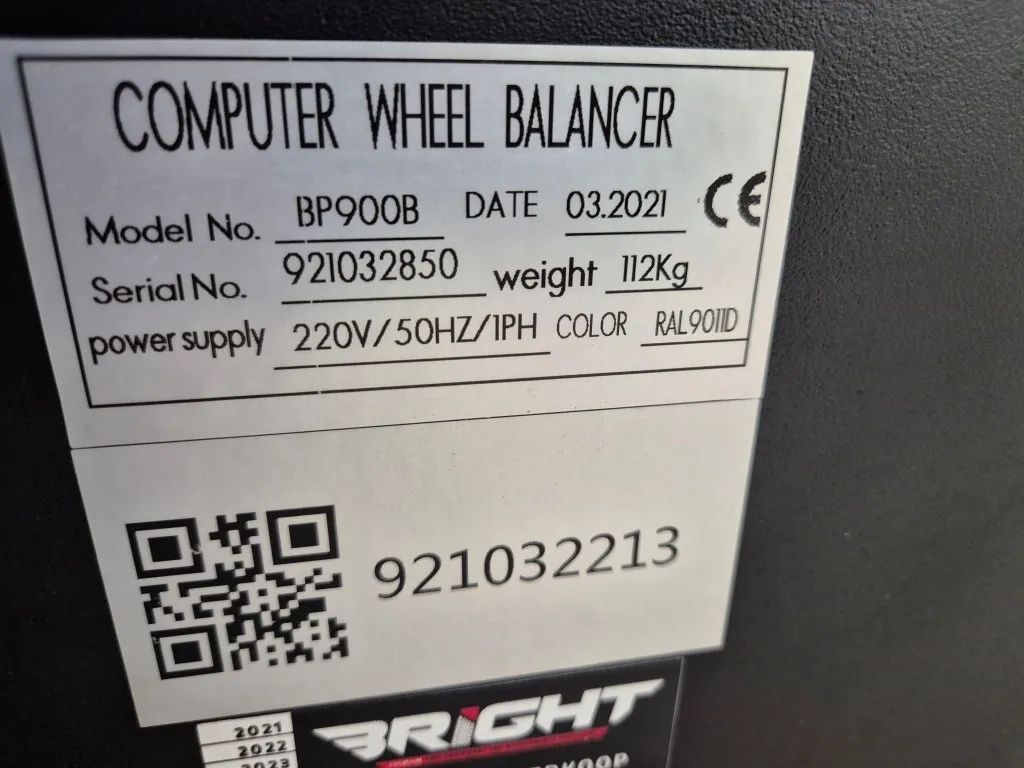 COMPUTER WHEEL BALANCER
Model No. BP900B DATE 03.2021 CE
Serial No. 921032850 weight 112Kg
power supply 220V/50HZ/1PH COLOR RAL9011D
921032213
BRiGHT
2021
2022
2023